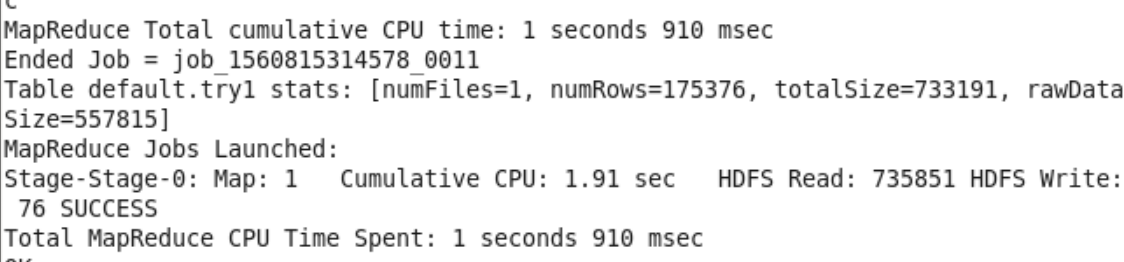 MapReduce Total cumulative CPU time: 1 seconds 910 msec
Ended Job = job_1560815314578_0011
Table default.try1 stats: [numFiles=1, numRows=175376, totalSize=733191, rawData
Size=557815]
MapReduce Jobs Launched:
Stage-Stage-0: Map: 1   Cumulative CPU: 1.91 sec   HDFS Read: 735851 HDFS Write:
 76 SUCCESS
Total MapReduce CPU Time Spent: 1 seconds 910 msec